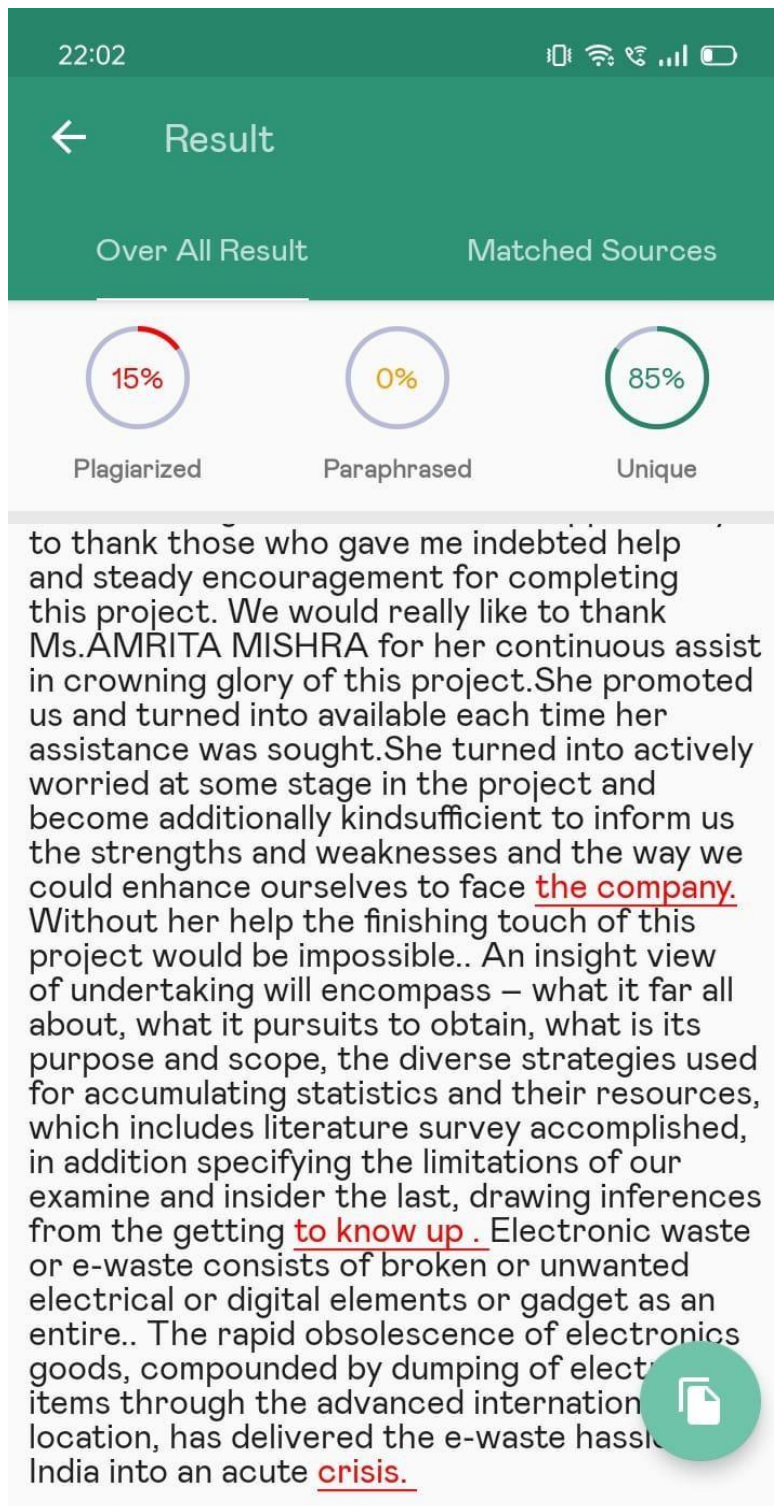 22:02
Result
Over All Result
Matched Sources
15%
0%
85%
Plagiarized
Paraphrased
Unique
to thank those who gave me indebted help
and steady encouragement for completing
this project. We would really like to thank
Ms.AMRITA MISHRA for her continuous assist
in crowning glory of this project.She promoted
us and turned into available each time her
assistance was sought.She turned into actively
worried at some stage in the project and
become additionally kindsufficient to inform us
the strengths and weaknesses and the way we
could enhance ourselves to face the company.
Without her help the finishing touch of this
project would be impossible.. An insight view
of undertaking will encompass – what it far all
about, what it pursuits to obtain, what is its
purpose and scope, the diverse strategies used
for accumulating statistics and their resources,
which includes literature survey accomplished,
in addition specifying the limitations of our
examine and insider the last, drawing inferences
from the getting to know up . Electronic waste
or e-waste consists of broken or unwanted
electrical or digital elements or gadget as an
entire.. The rapid obsolescence of electronics
goods, compounded by dumping of elect
items through the advanced internation
location, has delivered the e-waste hassl
India into an acute crisis.